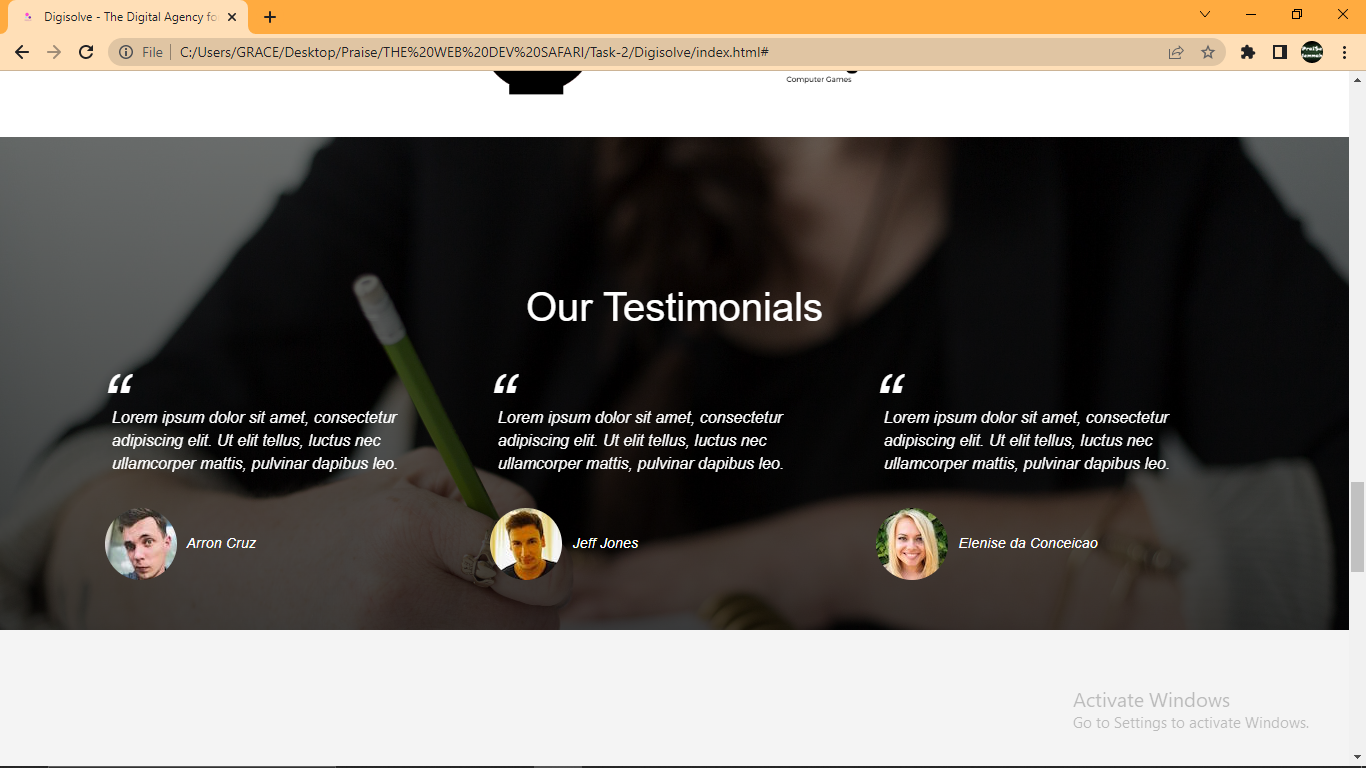 Digisolve - The Digital Agency fo
File
C:/Users/GRACE/Desktop/Praise/THE%20WEB%20DEV%20SAFARI/Task-2/Digisolve/index.html#
Computer Games
Our Testimonials
“
Lorem ipsum dolor sit amet, consectetur
adipiscing elit. Ut elit tellus, luctus nec
ullamcorper mattis, pulvinar dapibus leo.
Arron Cruz
“
Lorem ipsum dolor sit amet, consectetur
adipiscing elit. Ut elit tellus, luctus nec
ullamcorper mattis, pulvinar dapibus leo.
Jeff Jones
“
Lorem ipsum dolor sit amet, consectetur
adipiscing elit. Ut elit tellus, luctus nec
ullamcorper mattis, pulvinar dapibus leo.
Elenise da Conceicao
Activate Windows
Go to Settings to activate Windows.